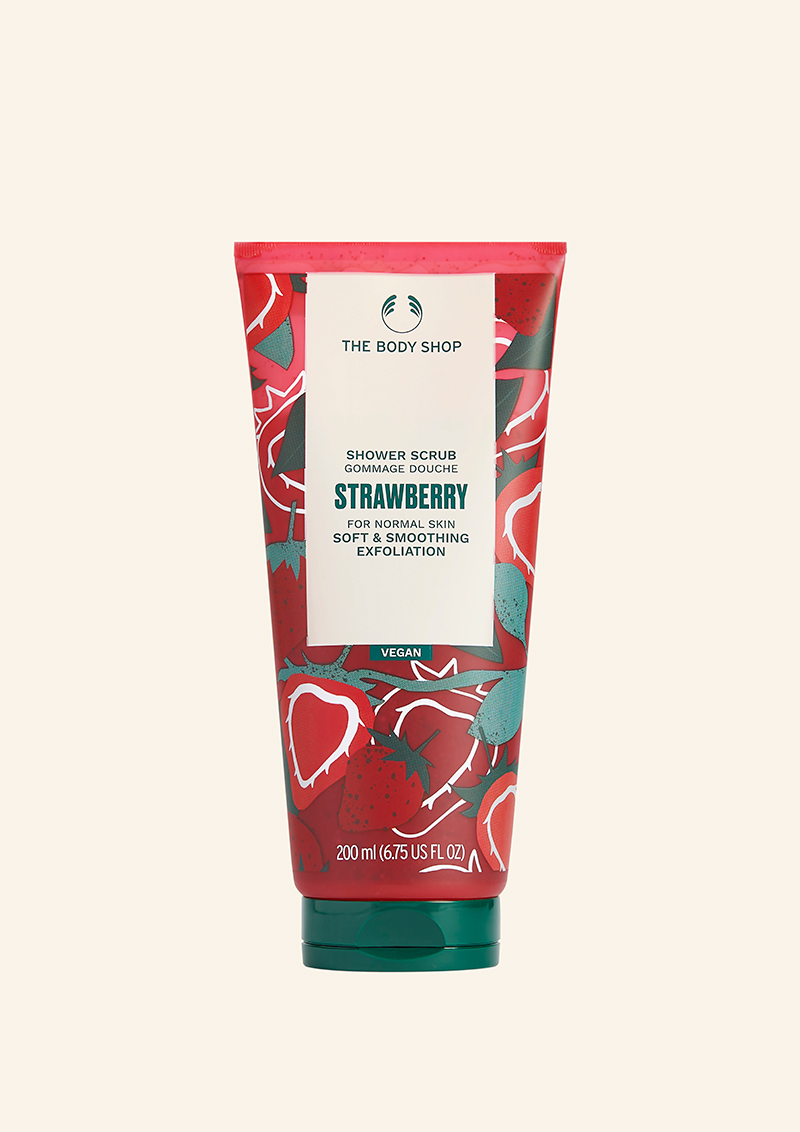 THE BODY SHOP
SHOWER SCRUB
GOMMAGE DOUCHE
STRAWBERRY
FOR NORMAL SKIN
SOFT & SMOOTHING
EXFOLIATION
VEGAN
200 ml (6.75 US FL OZ)